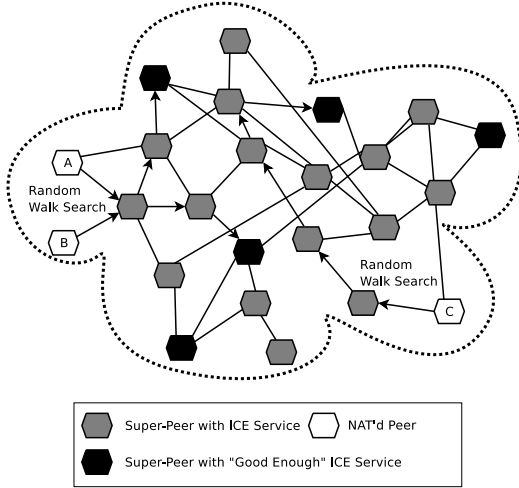 A
Random
Walk Search
B
Random
Walk Search
C
Super-Peer with ICE Service
NAT'd Peer
Super-Peer with "Good Enough" ICE Service